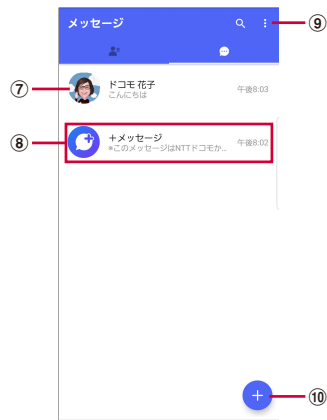 メッセージ
⑨
⑦
ドコモ 花子
午後8:03
こんにちは
⑧
+メッセージ
午後8:02
※このメッセージはNTTドコモか...
⑩